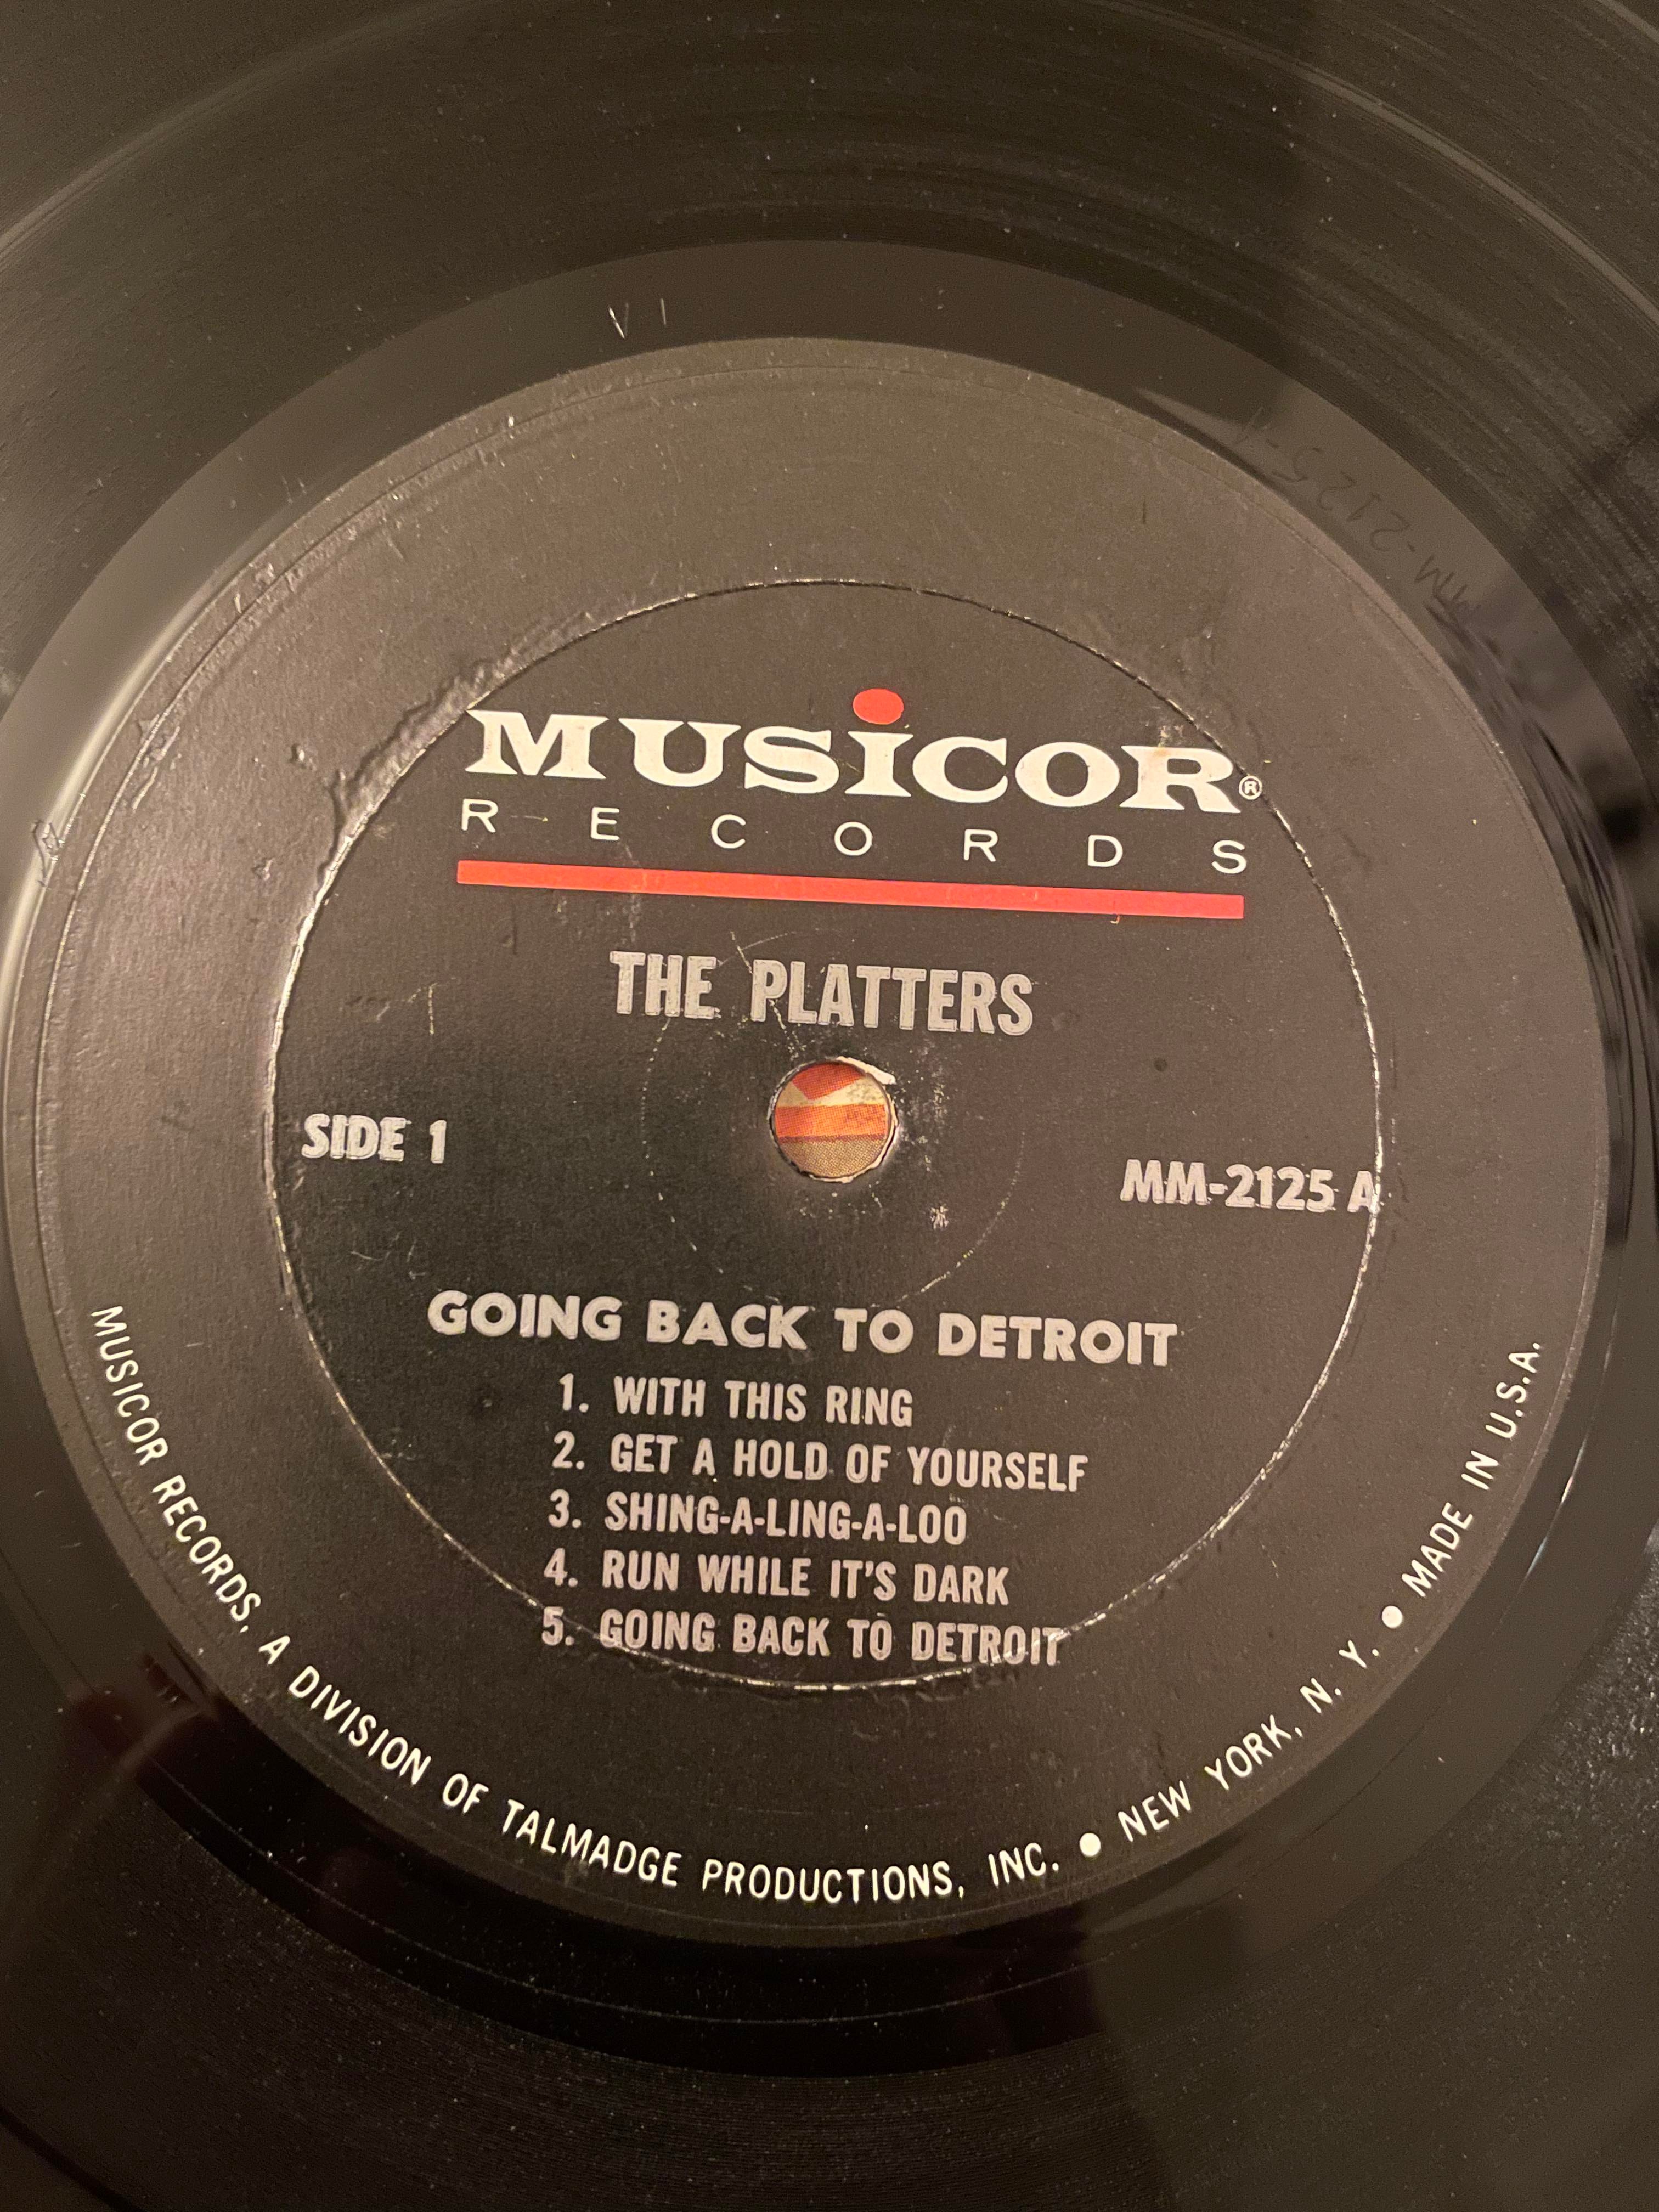 MUSiCOR®
RECORDS
THE PLATTERS
SIDE 1
MM-2125 A
GOING BACK TO DETROIT
1. WITH THIS RING
2. GET A HOLD OF YOURSELF
3. SHING-A-LING-A-LOO
4. RUN WHILE IT'S DARK
5. GOING BACK TO DETROIT
MUSICOR RECORDS, A DIVISION OF TALMADGE PRODUCTIONS, INC. ● NEW YORK, N. Y. ● MADE IN U.S.A.
MM-2125-A